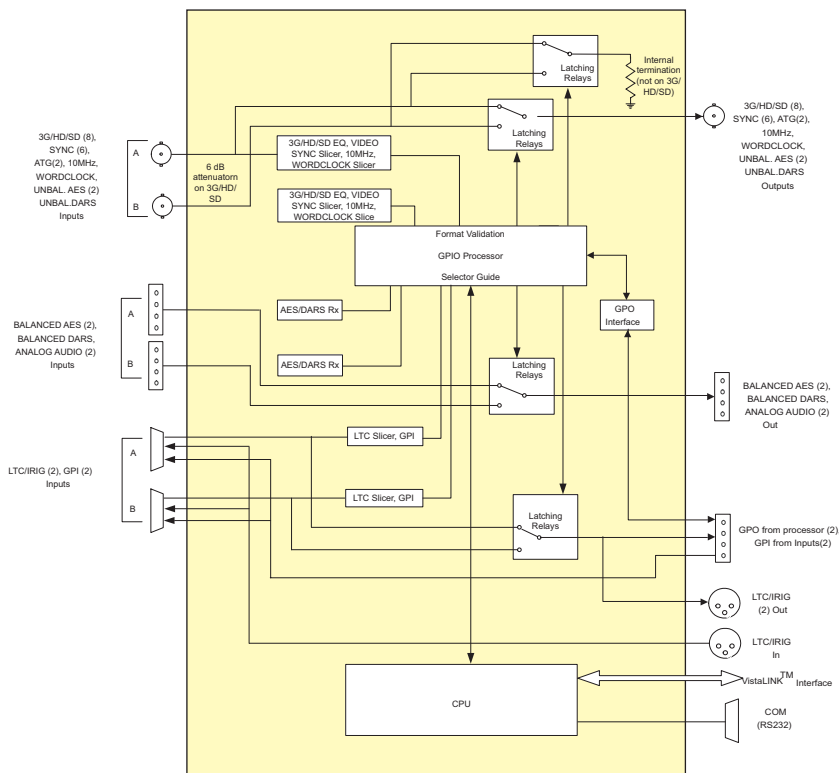 Latching
Relays
Internal
termination
(not on 3G/
HD/SD)
Latching
Relays
3G/HD/SD (8),
SYNC (6), ATG(2),
10MHz,
WORDCLOCK,
UNBAL. AES (2)
UNBAL.DARS
Outputs
3G/HD/SD (8),
SYNC (6),
ATG(2), 10MHz,
WORDCLOCK,
UNBAL. AES (2)
UNBAL.DARS
Inputs
A
B
6 dB
attenuatorn
on 3G/HD/
SD
3G/HD/SD EQ, VIDEO
SYNC Slicer, 10MHz,
WORDCLOCK Slicer
3G/HD/SD EQ, VIDEO
SYNC Slicer, 10MHz,
WORDCLOCK Slice
Format Validation
GPIO Processor
Selector Guide
GPO
Interface
AES/DARS Rx
AES/DARS Rx
BALANCED AES (2),
BALANCED DARS,
ANALOG AUDIO (2)
Inputs
A
B
Latching
Relays
BALANCED AES (2),
BALANCED DARS,
ANALOG AUDIO (2)
Out
LTC/IRIG (2), GPI (2)
Inputs
A
B
LTC Slicer, GPI
LTC Slicer, GPI
Latching
Relays
GPO from processor (2)
GPI from Inputs(2)
LTC/IRIG
(2) Out
LTC/IRIG
In
CPU
VistaLINK™ Interface
COM
(RS232)